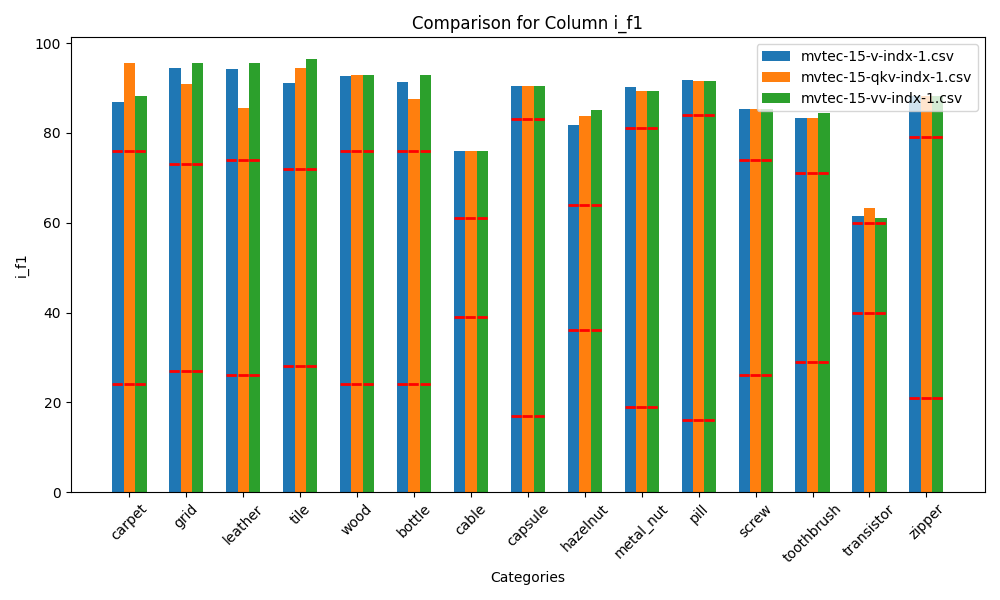 Comparison for Column i_f1
100
80
60
40
20
0
i_f1
mvtec-15-v-indx-1.csv
mvtec-15-qkv-indx-1.csv
mvtec-15-vv-indx-1.csv
carpet
grid
leather
tile
wood
bottle
cable
capsule
hazelnut
metal_nut
pill
screw
toothbrush
transistor
zipper
Categories